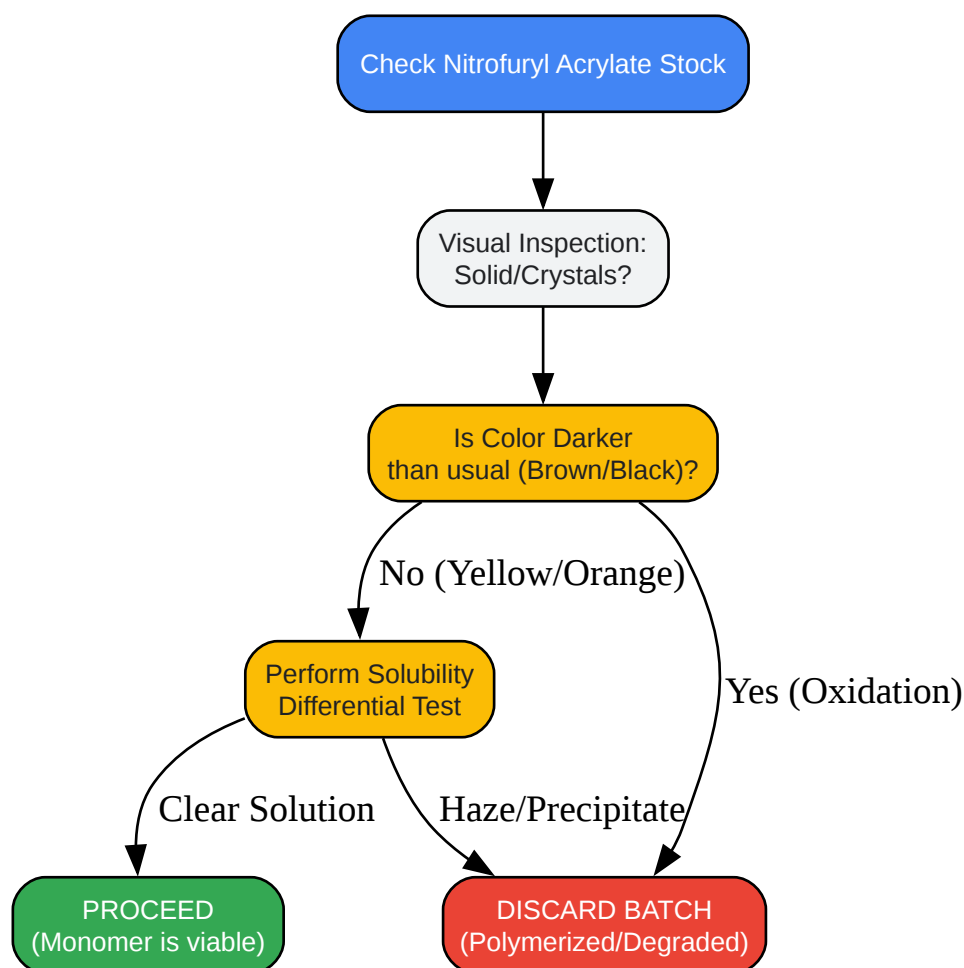 Check Nitrofuryl Acrylate Stock
Visual Inspection:
Solid/Crystals?
Is Color Darker
than usual (Brown/Black)?
No (Yellow/Orange)
Perform Solubility
Differential Test
Yes (Oxidation)
Clear Solution
Haze/Precipitate
PROCEED
(Monomer is viable)
DISCARD BATCH
(Polymerized/Degraded)